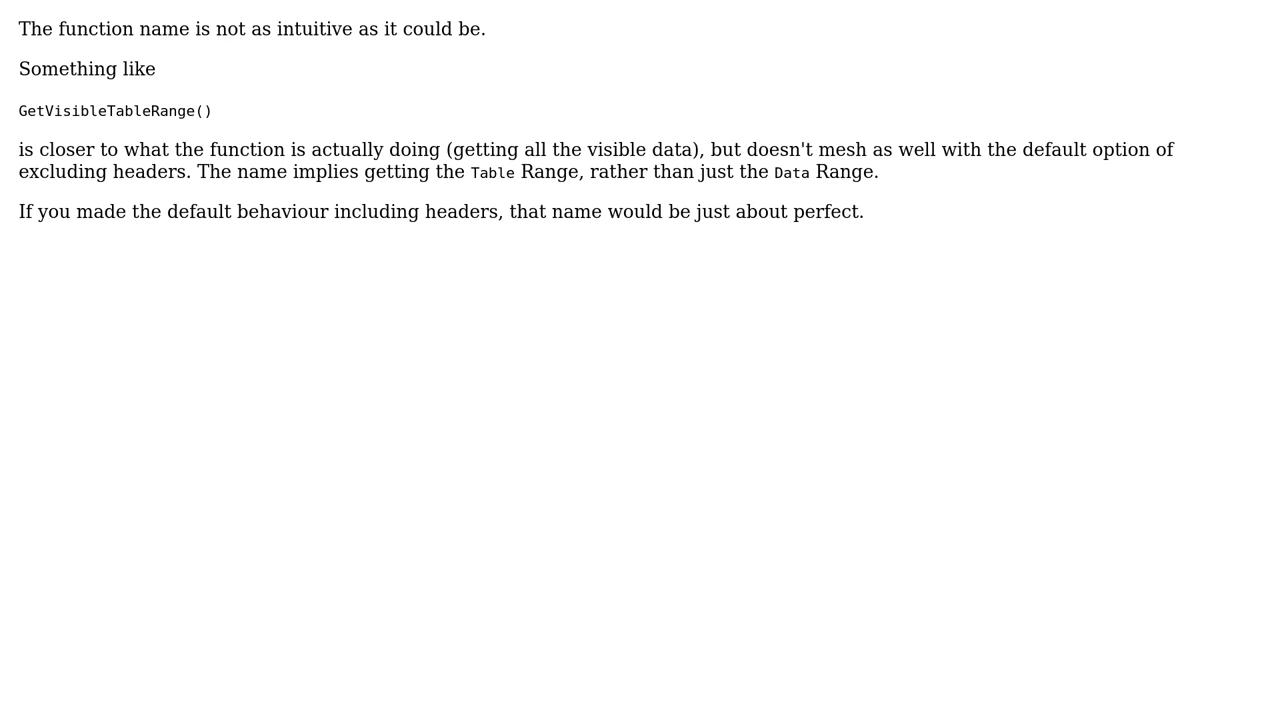 The function name is not as intuitive as it could be.
Something like
GetVisibleTableRange()
is closer to what the function is actually doing (getting all the visible data), but doesn't mesh as well with the default option of
excluding headers. The name implies getting the Table Range, rather than just the Data Range.
If you made the default behaviour including headers, that name would be just about perfect.